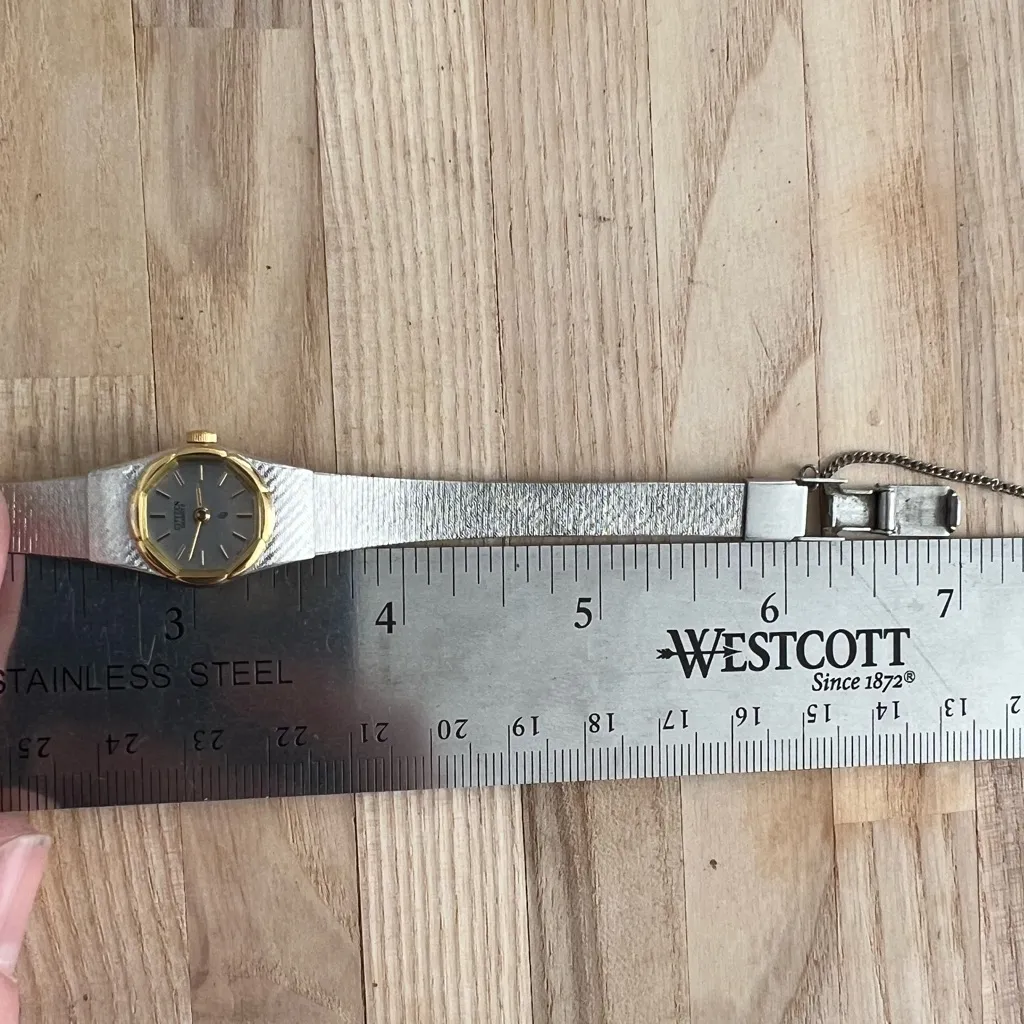 3 4 5 6 7
WESTCOTT
STAINLESS STEEL
Since 1872®
25 24 23 22 21 20 19 18 17 16 15 14 13